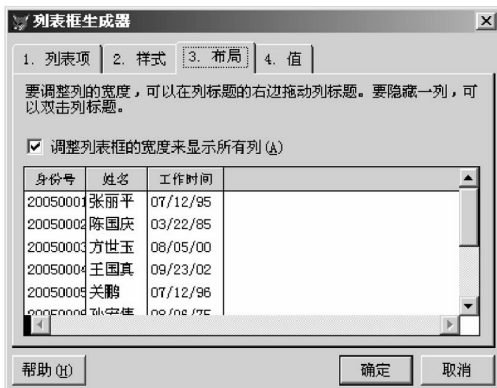 列表框生成器
1. 列表项 2. 样式 3. 布局 4. 值
要调整列的宽度，可以在列标题的右边拖动列标题。要隐藏一列，可
以双击列标题。
调整列表框的宽度来显示所有列(A)
身份号 姓名 工作时间
20050001 张丽平 07/12/95
20050002 陈国庆 03/22/85
20050003 方世玉 08/05/00
20050004 王国真 09/23/02
20050005 关鹏 07/12/96
帮助(H) 确定 取消